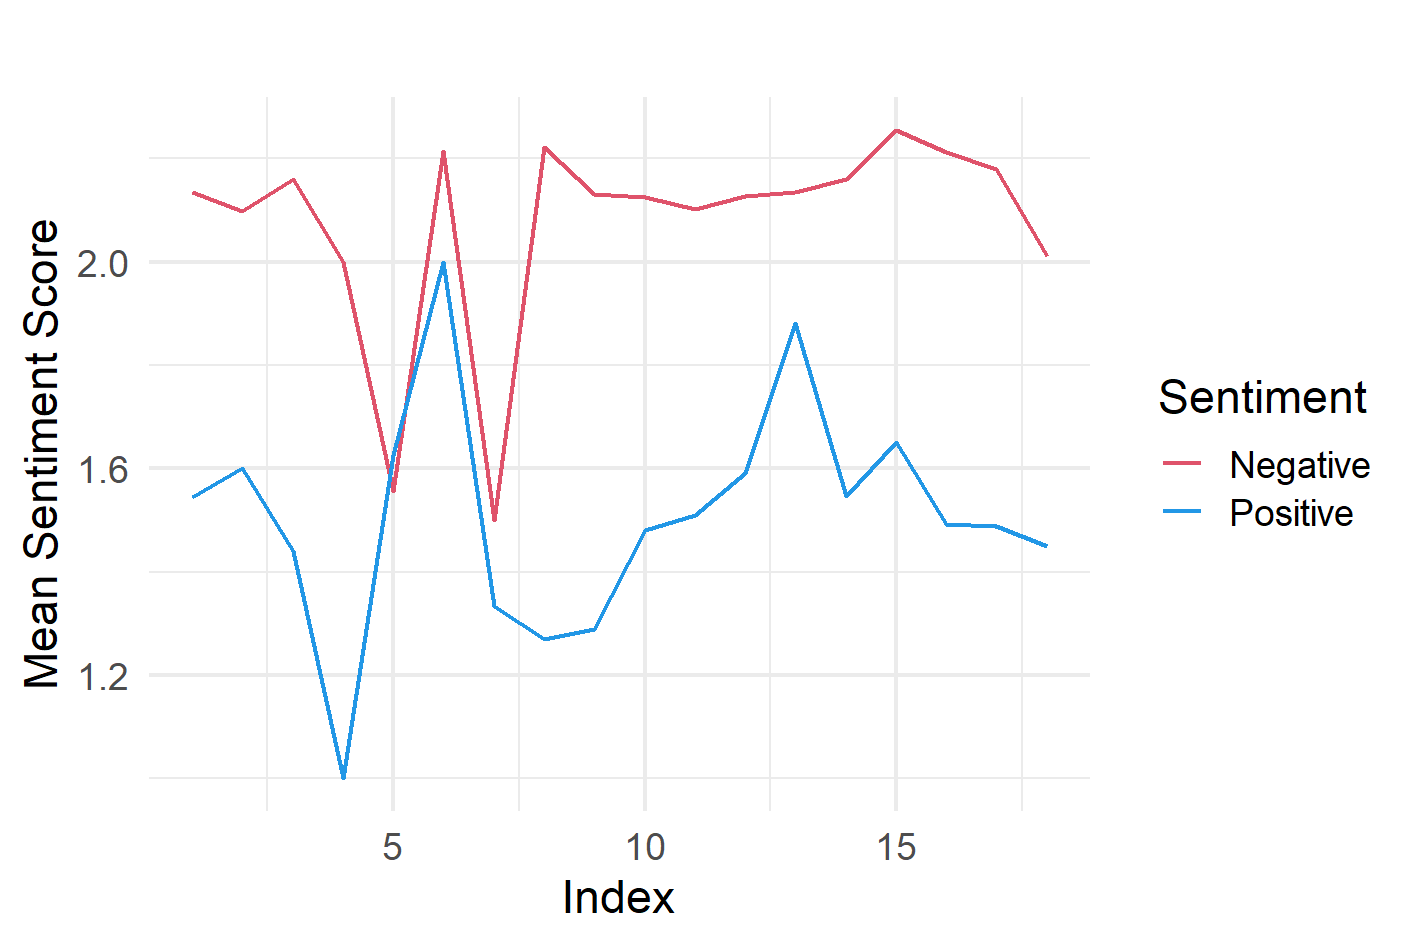 Mean Sentiment Score
2.0
1.6
1.2
5 10 15
Index
Sentiment
Negative
Positive